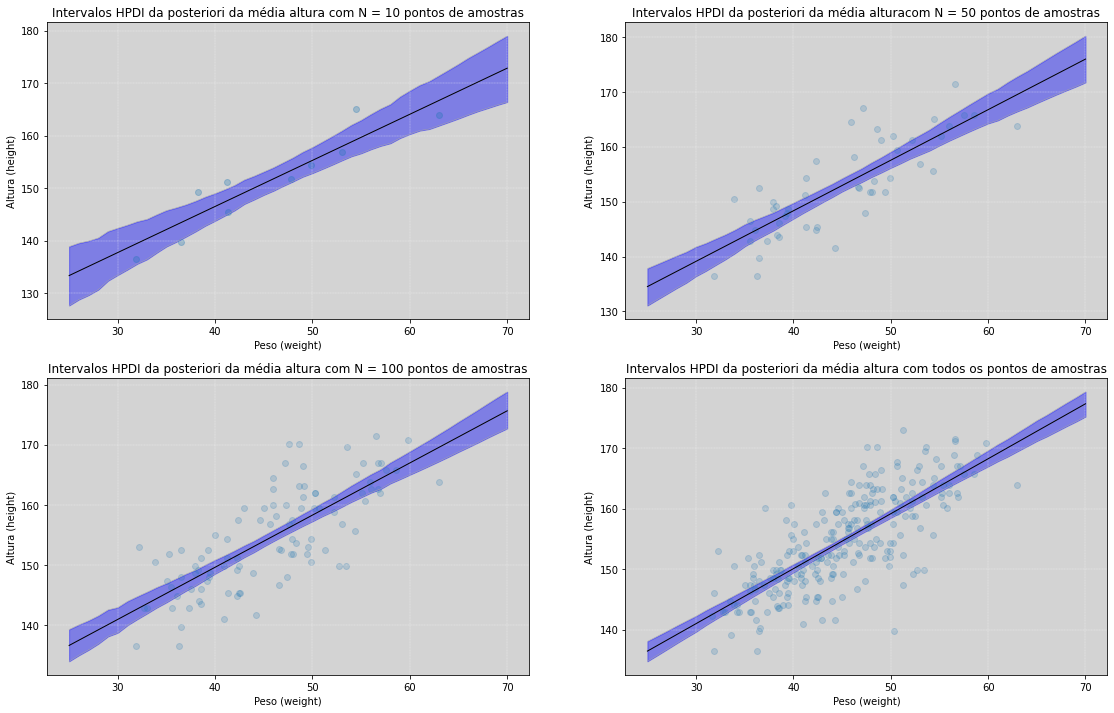 Intervalos HPDI da posteriori da média altura com N = 10 pontos de amostras
180
170
160
150
140
130
Altura (height)
30 40 50 60 70
Peso (weight)
Intervalos HPDI da posteriori da média alturacom N = 50 pontos de amostras
180
170
160
150
140
130
Altura (height)
30 40 50 60 70
Peso (weight)
Intervalos HPDI da posteriori da média altura com N = 100 pontos de amostras
180
170
160
150
140
Altura (height)
30 40 50 60 70
Peso (weight)
Intervalos HPDI da posteriori da média altura com todos os pontos de amostras
180
170
160
150
140
Altura (height)
30 40 50 60 70
Peso (weight)